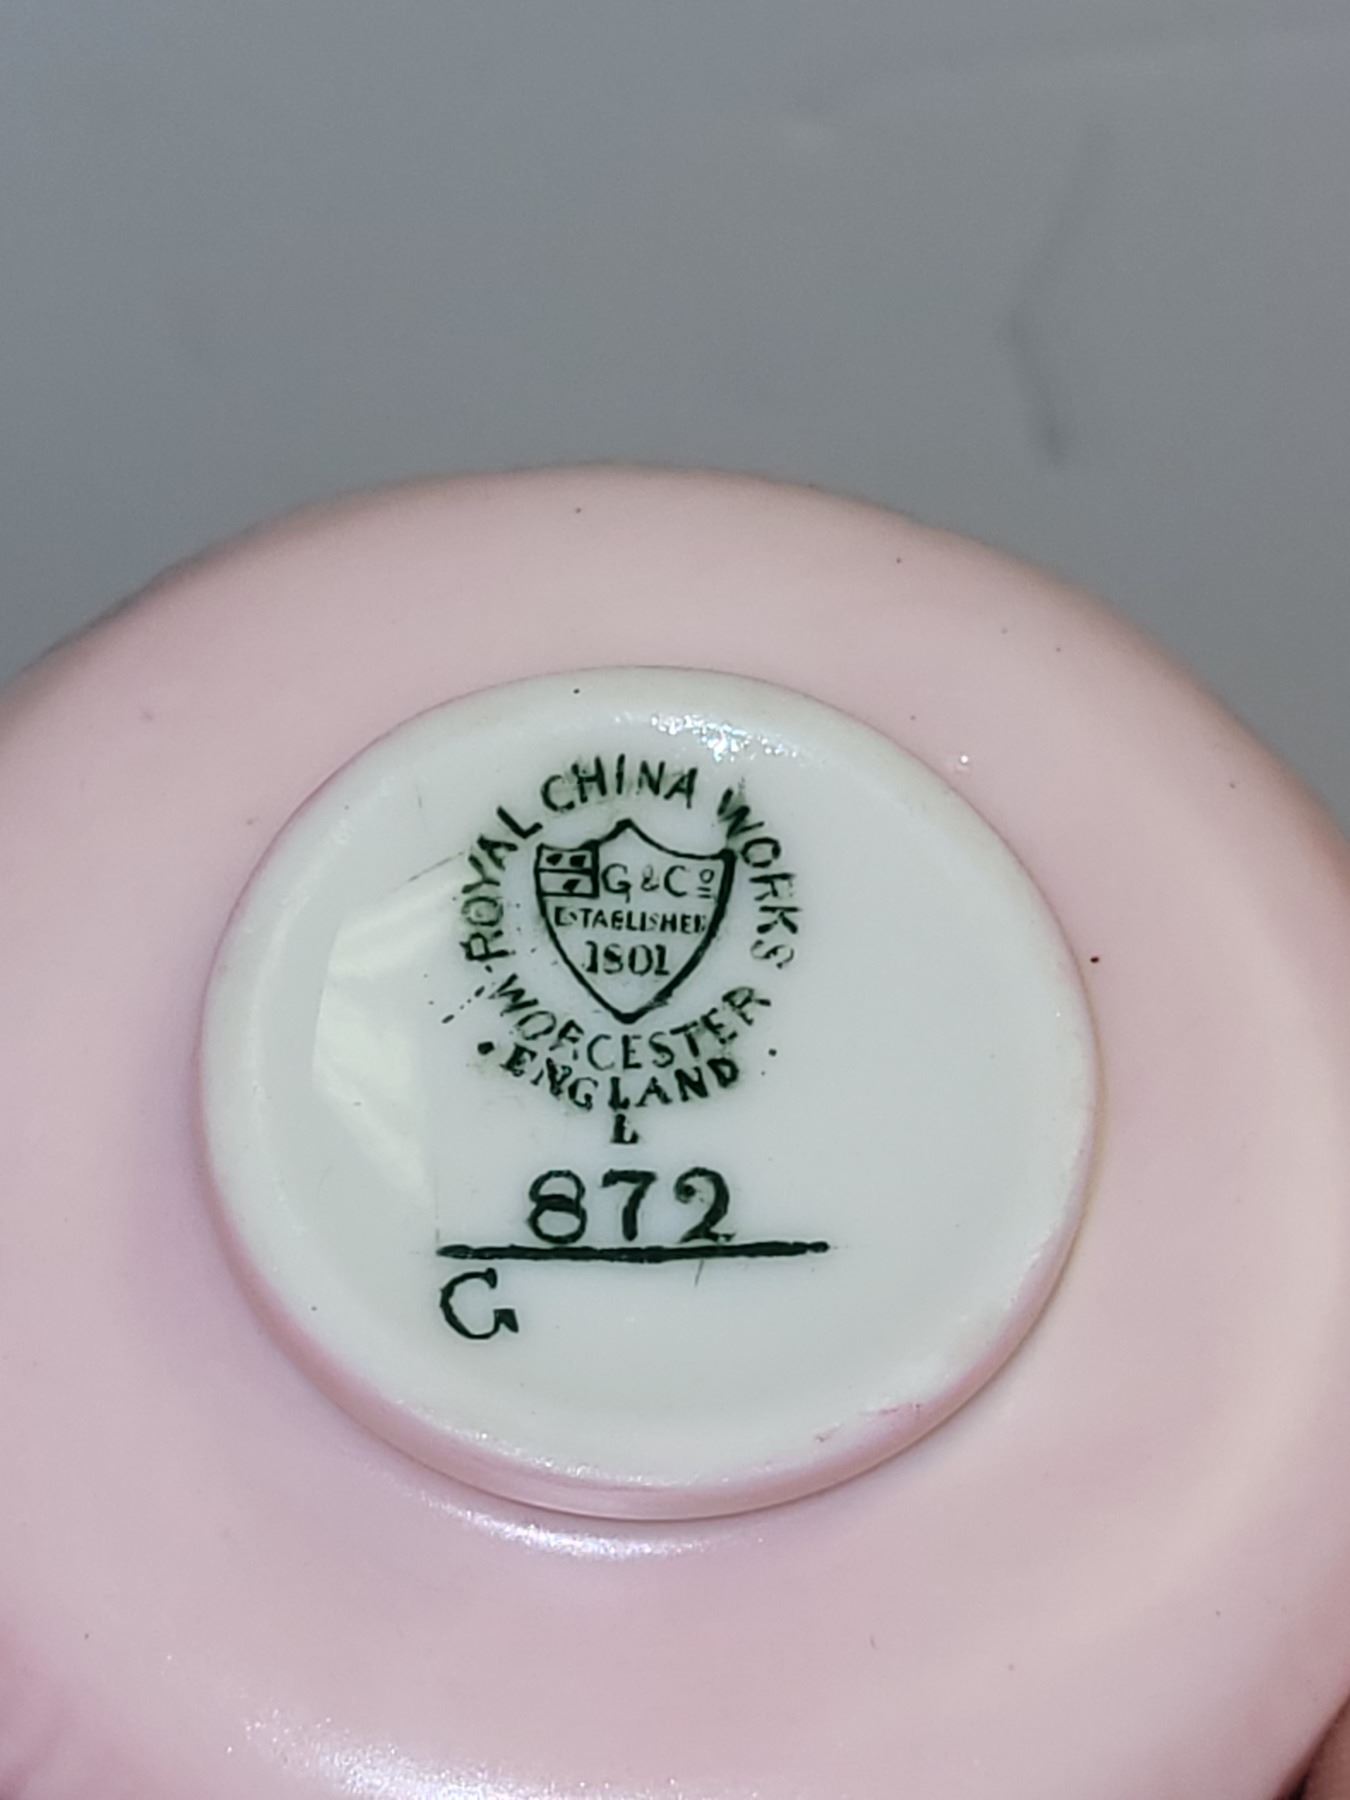 ROYAL CHINA WORKS
G & Cº
ESTABLISHED
1801
WORCESTER
ENGLAND
L
872
G